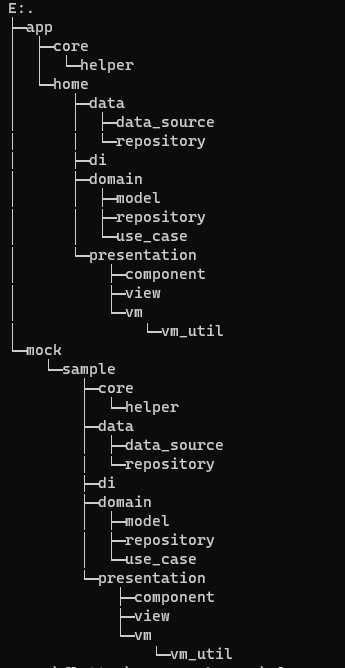 E:.
├─app
│  ├─core
│  │  └─helper
│  └─home
│      ├─data
│      │  ├─data_source
│      │  └─repository
│      ├─di
│      ├─domain
│      │  ├─model
│      │  ├─repository
│      │  └─use_case
│      └─presentation
│          ├─component
│          ├─view
│          └─vm
│              └─vm_util
└─mock
    └─sample
        ├─core
        │  └─helper
        ├─data
        │  ├─data_source
        │  └─repository
        ├─di
        ├─domain
        │  ├─model
        │  ├─repository
        │  └─use_case
        └─presentation
            ├─component
            ├─view
            └─vm
                └─vm_util